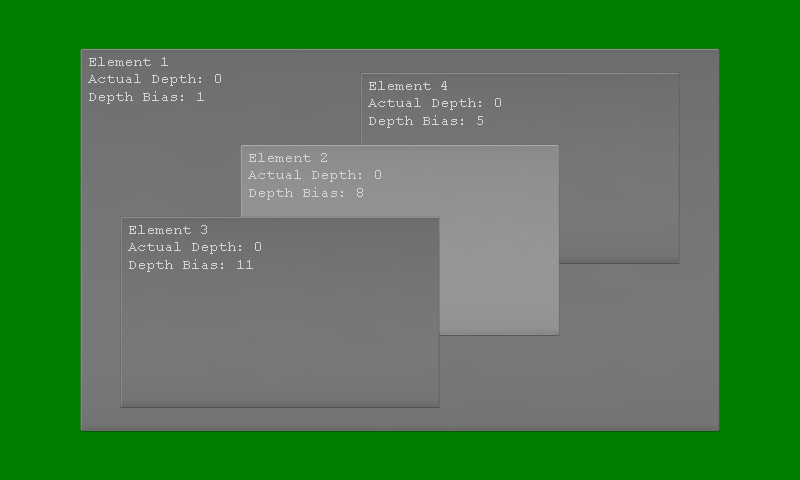 Element 1
Actual Depth: 0
Depth Bias: 1
Element 4
Actual Depth: 0
Depth Bias: 5
Element 2
Actual Depth: 0
Depth Bias: 8
Element 3
Actual Depth: 0
Depth Bias: 11